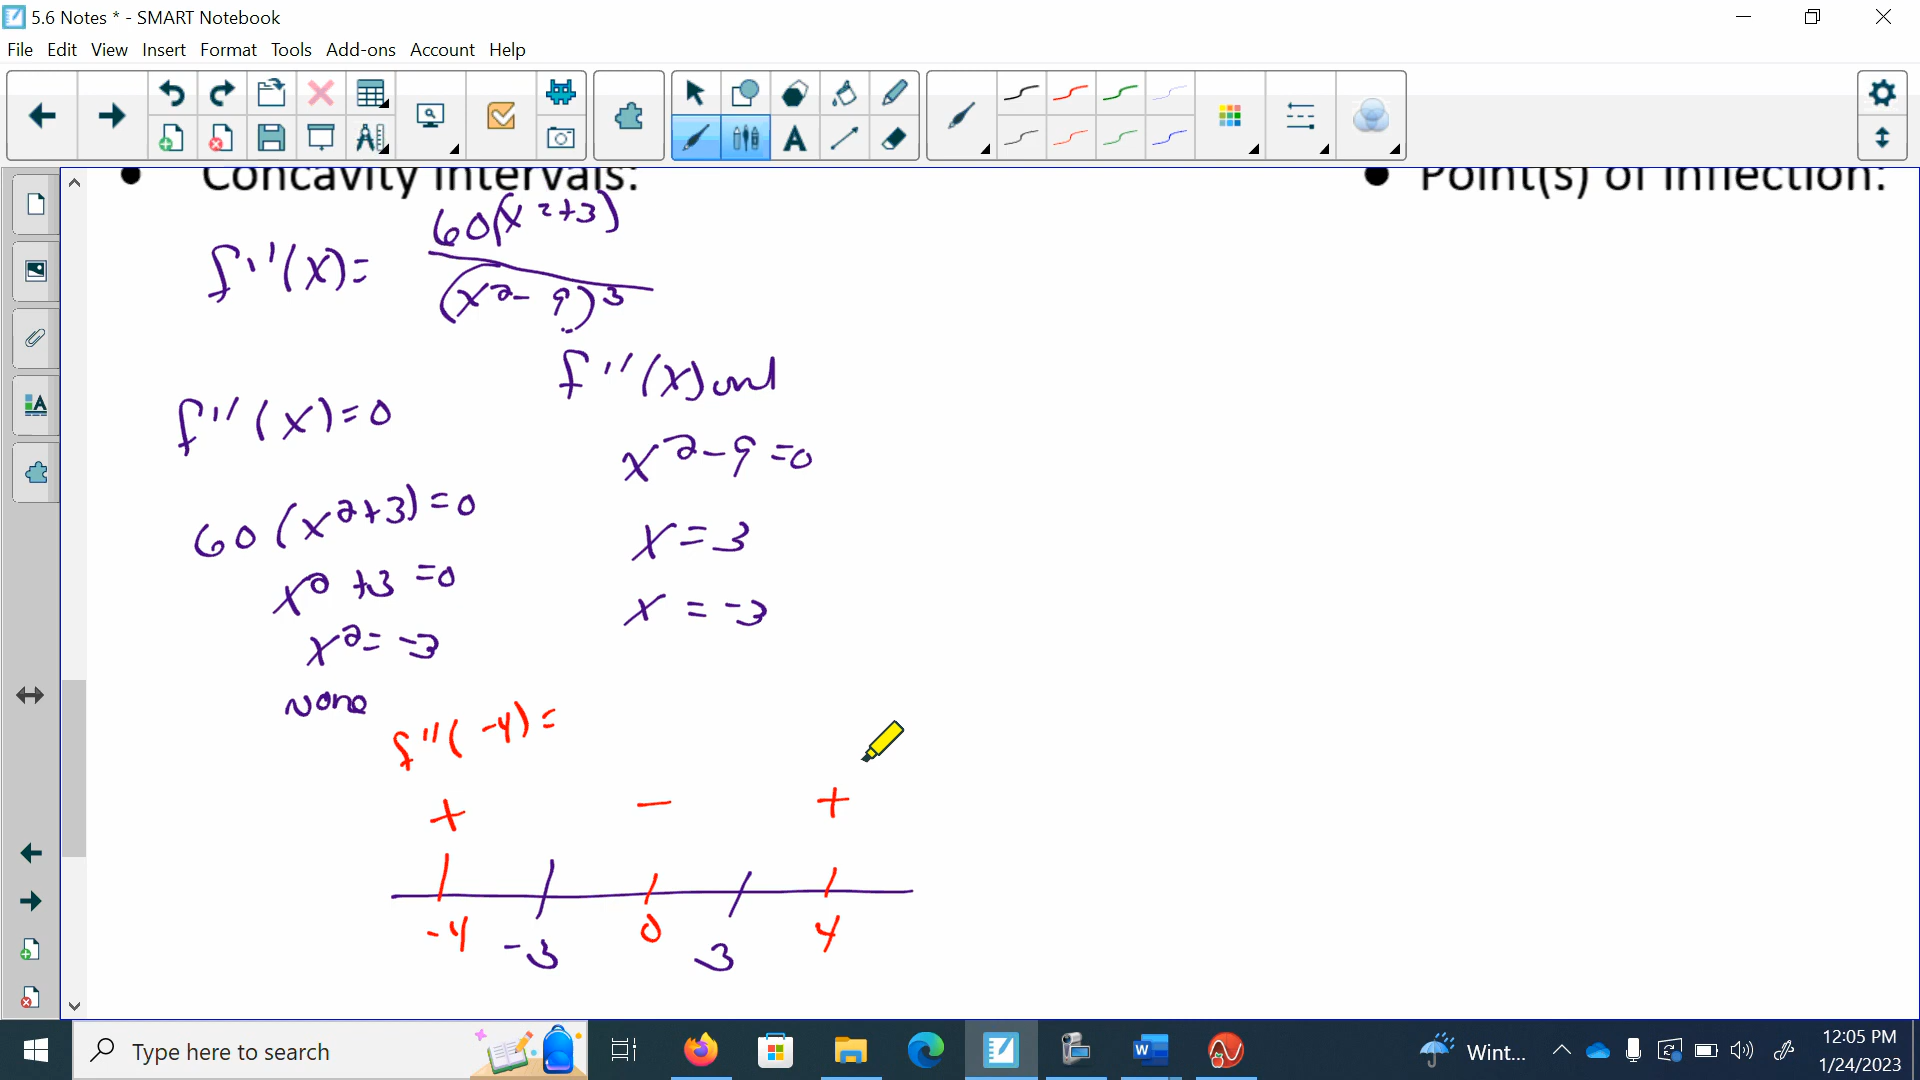 5.6 Notes * - SMART Notebook
File Edit View Insert Format Tools Add-ons Account Help
Concavity Intervals:
Point(s) of Inflection:
f''(x)= 60(x²+3)
(x²-9)³
f''(x) und
f''(x)=0
x²-9=0
60(x²+3)=0
x=3
x²+3=0
x=-3
x²=-3
none
f''(-4)=
+ - +
-4 -3 0 3 4
Type here to search
Wint...
12:05 PM
1/24/2023